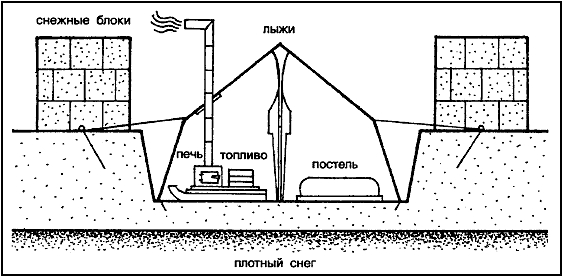 снежные блоки
лыжи
печь
топливо
постель
плотный снег